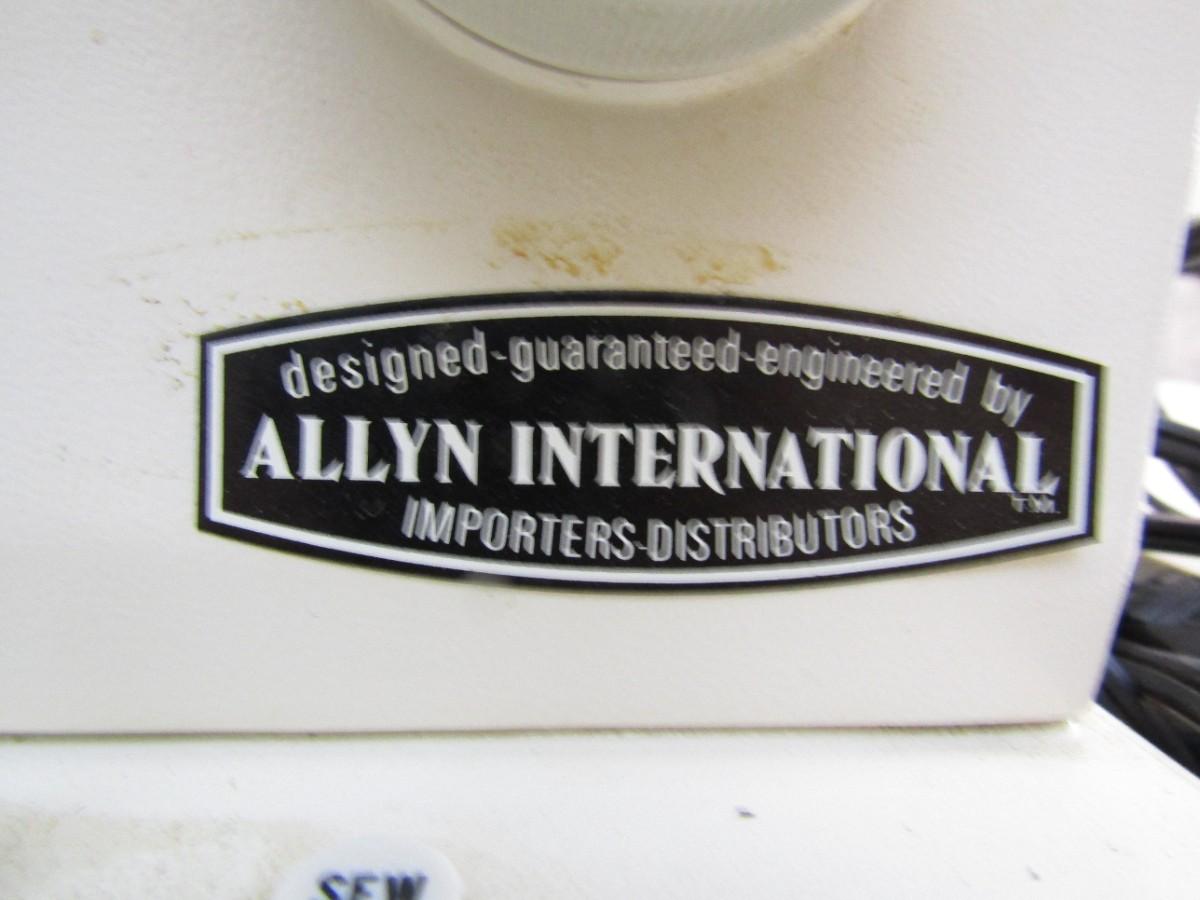 designed-guaranteed-engineered by
ALLYN INTERNATIONAL
T.M.
IMPORTERS-DISTRIBUTORS
SEW